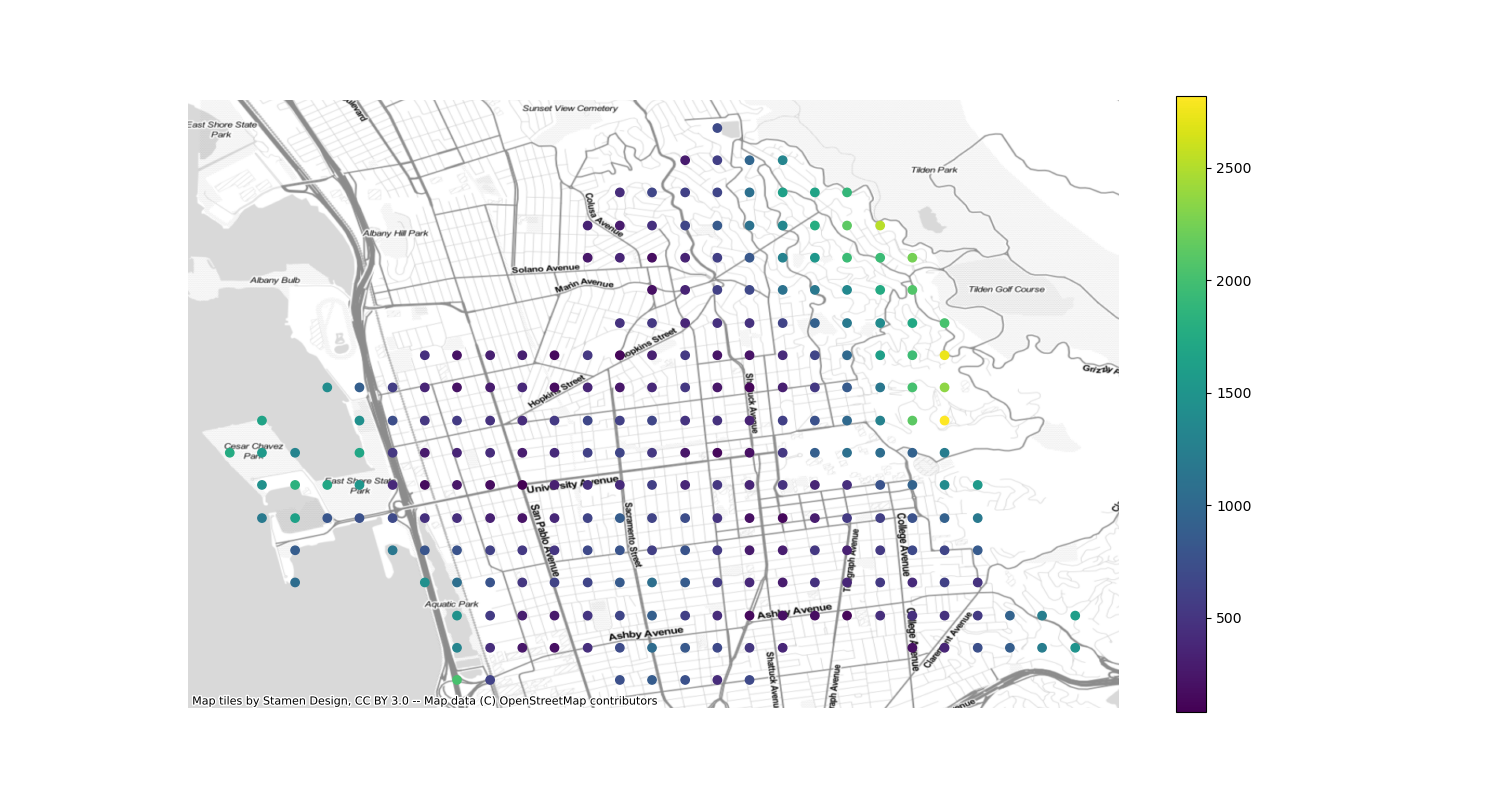 Sunset View Cemetery
East Shore State
Park
Tilden Park
Colusa Avenue
Albany Hill Park
Solano Avenue
Albany Bulb
Marin Avenue
Tilden Golf Course
Hopkins Street
Hopkins Street
Shattuck Avenue
Cesar Chavez
Park
East Shore State
Park
University Avenue
San Pablo Avenue
Sacramento Street
College Avenue
Telegraph Avenue
Aquatic Park
Ashby Avenue
Ashby Avenue
College Avenue
Claremont Avenue
Shattuck Avenu
raph Avenue
venue
Map tiles by Stamen Design, CC BY 3.0 -- Map data (C) OpenStreetMap contributors
2500
2000
1500
1000
500